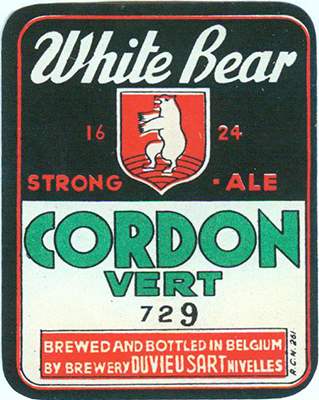 White Bear
16 24
STRONG - ALE
CORDON
VERT
729
BREWED AND BOTTLED IN BELGIUM
BY BREWERY DUVIEUSART NIVELLES
R.C.N. 261